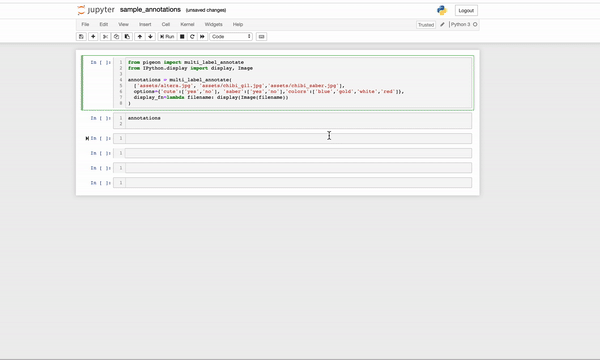 jupyter sample_annotations (unsaved changes)
Logout
File Edit View Insert Cell Kernel Widgets Help
Trusted Python 3
Run Code
In [ ]:
1 from pigeon import multi_label_annotate
2 from IPython.display import display, Image
3
4 annotations = multi_label_annotate(
5 ['assets/altera.jpg', 'assets/chibi_gil.jpg','assets/chibi_saber.jpg'],
6 options={'cute':['yes','no'], 'saber':['yes','no'],'colors':['blue','gold','white','red']},
7 display_fn=lambda filename: display(Image(filename))
8 )
In [ ]:
1 annotations
2
In [ ]: 1
In [ ]: 1
In [ ]: 1
In [ ]: 1